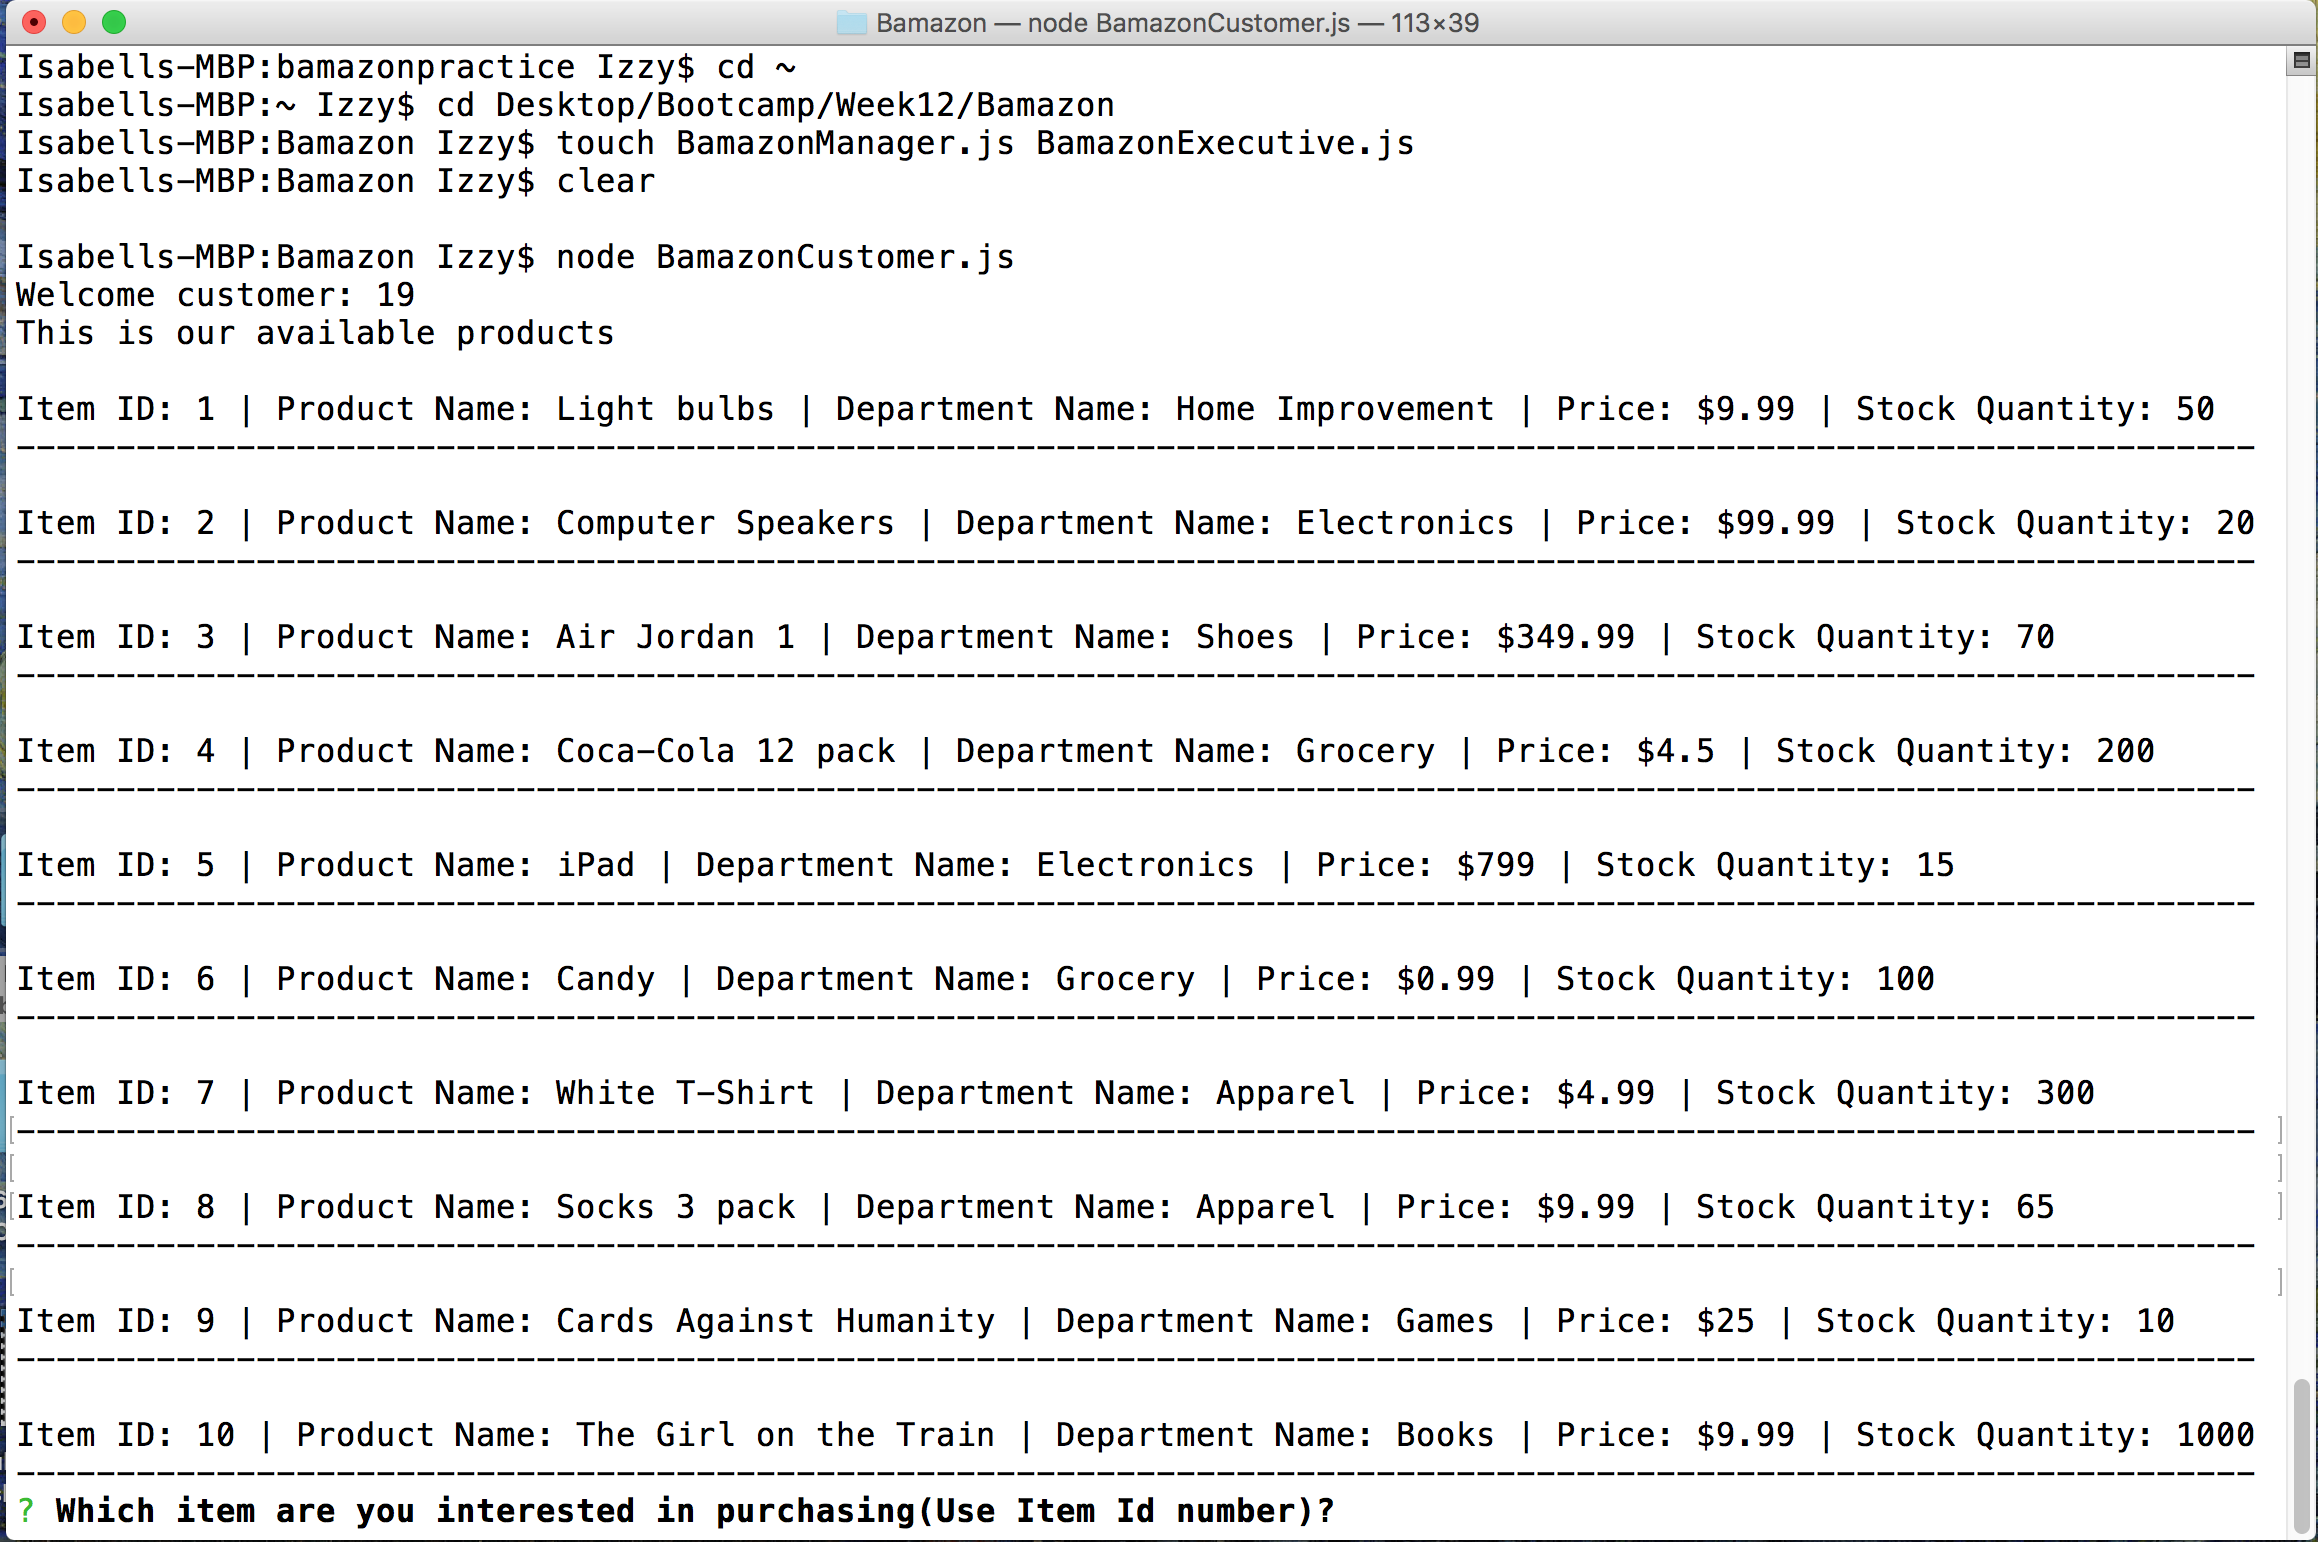 Bamazon — node BamazonCustomer.js — 113×39
Isabells-MBP:bamazonpractice Izzy$ cd ~
Isabells-MBP:~ Izzy$ cd Desktop/Bootcamp/Week12/Bamazon
Isabells-MBP:Bamazon Izzy$ touch BamazonManager.js BamazonExecutive.js
Isabells-MBP:Bamazon Izzy$ clear
Isabells-MBP:Bamazon Izzy$ node BamazonCustomer.js
Welcome customer: 19
This is our available products
Item ID: 1 | Product Name: Light bulbs | Department Name: Home Improvement | Price: $9.99 | Stock Quantity: 50
----------------------------------------------------------------------------------------------------------------
Item ID: 2 | Product Name: Computer Speakers | Department Name: Electronics | Price: $99.99 | Stock Quantity: 20
----------------------------------------------------------------------------------------------------------------
Item ID: 3 | Product Name: Air Jordan 1 | Department Name: Shoes | Price: $349.99 | Stock Quantity: 70
----------------------------------------------------------------------------------------------------------------
Item ID: 4 | Product Name: Coca-Cola 12 pack | Department Name: Grocery | Price: $4.5 | Stock Quantity: 200
----------------------------------------------------------------------------------------------------------------
Item ID: 5 | Product Name: iPad | Department Name: Electronics | Price: $799 | Stock Quantity: 15
----------------------------------------------------------------------------------------------------------------
Item ID: 6 | Product Name: Candy | Department Name: Grocery | Price: $0.99 | Stock Quantity: 100
----------------------------------------------------------------------------------------------------------------
Item ID: 7 | Product Name: White T-Shirt | Department Name: Apparel | Price: $4.99 | Stock Quantity: 300
----------------------------------------------------------------------------------------------------------------
Item ID: 8 | Product Name: Socks 3 pack | Department Name: Apparel | Price: $9.99 | Stock Quantity: 65
----------------------------------------------------------------------------------------------------------------
Item ID: 9 | Product Name: Cards Against Humanity | Department Name: Games | Price: $25 | Stock Quantity: 10
----------------------------------------------------------------------------------------------------------------
Item ID: 10 | Product Name: The Girl on the Train | Department Name: Books | Price: $9.99 | Stock Quantity: 1000
----------------------------------------------------------------------------------------------------------------
? Which item are you interested in purchasing(Use Item Id number)?